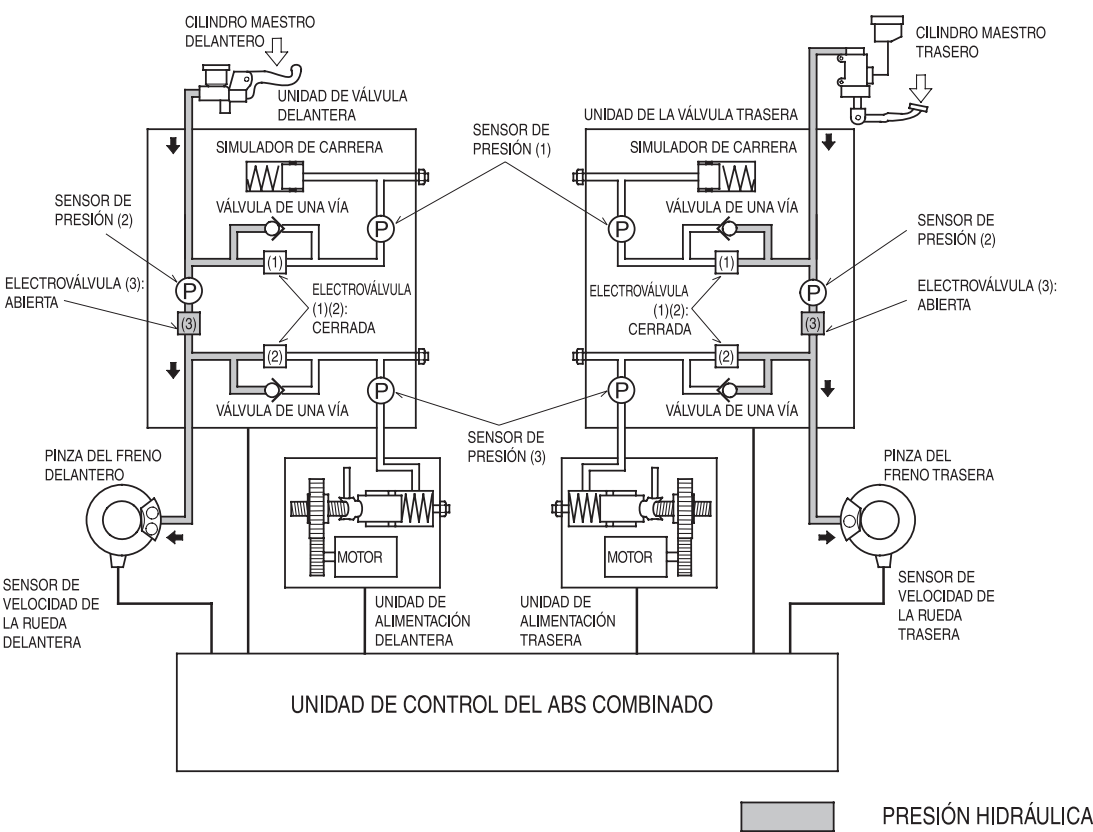 CILINDRO MAESTRO
DELANTERO
CILINDRO MAESTRO
TRASERO
UNIDAD DE VÁLVULA
DELANTERA
UNIDAD DE LA VÁLVULA TRASERA
SENSOR DE
PRESIÓN (1)
SIMULADOR DE CARRERA
SIMULADOR DE CARRERA
SENSOR DE
PRESIÓN (2)
VÁLVULA DE UNA VÍA
P
P
VÁLVULA DE UNA VÍA
SENSOR DE
PRESIÓN (2)
(1)
(1)
ELECTROVÁLVULA (3):
ABIERTA
P
ELECTROVÁLVULA
(1)(2):
CERRADA
ELECTROVÁLVULA
(1)(2):
CERRADA
P
ELECTROVÁLVULA (3):
ABIERTA
(3)
(3)
(2)
(2)
P
P
VÁLVULA DE UNA VÍA
VÁLVULA DE UNA VÍA
SENSOR DE
PRESIÓN (3)
PINZA DEL FRENO
DELANTERO
PINZA DEL
FRENO TRASERA
MOTOR
MOTOR
SENSOR DE
VELOCIDAD DE
LA RUEDA
DELANTERA
UNIDAD DE
ALIMENTACIÓN
DELANTERA
UNIDAD DE
ALIMENTACIÓN
TRASERA
SENSOR DE
VELOCIDAD DE
LA RUEDA
TRASERA
UNIDAD DE CONTROL DEL ABS COMBINADO
PRESIÓN HIDRÁULICA